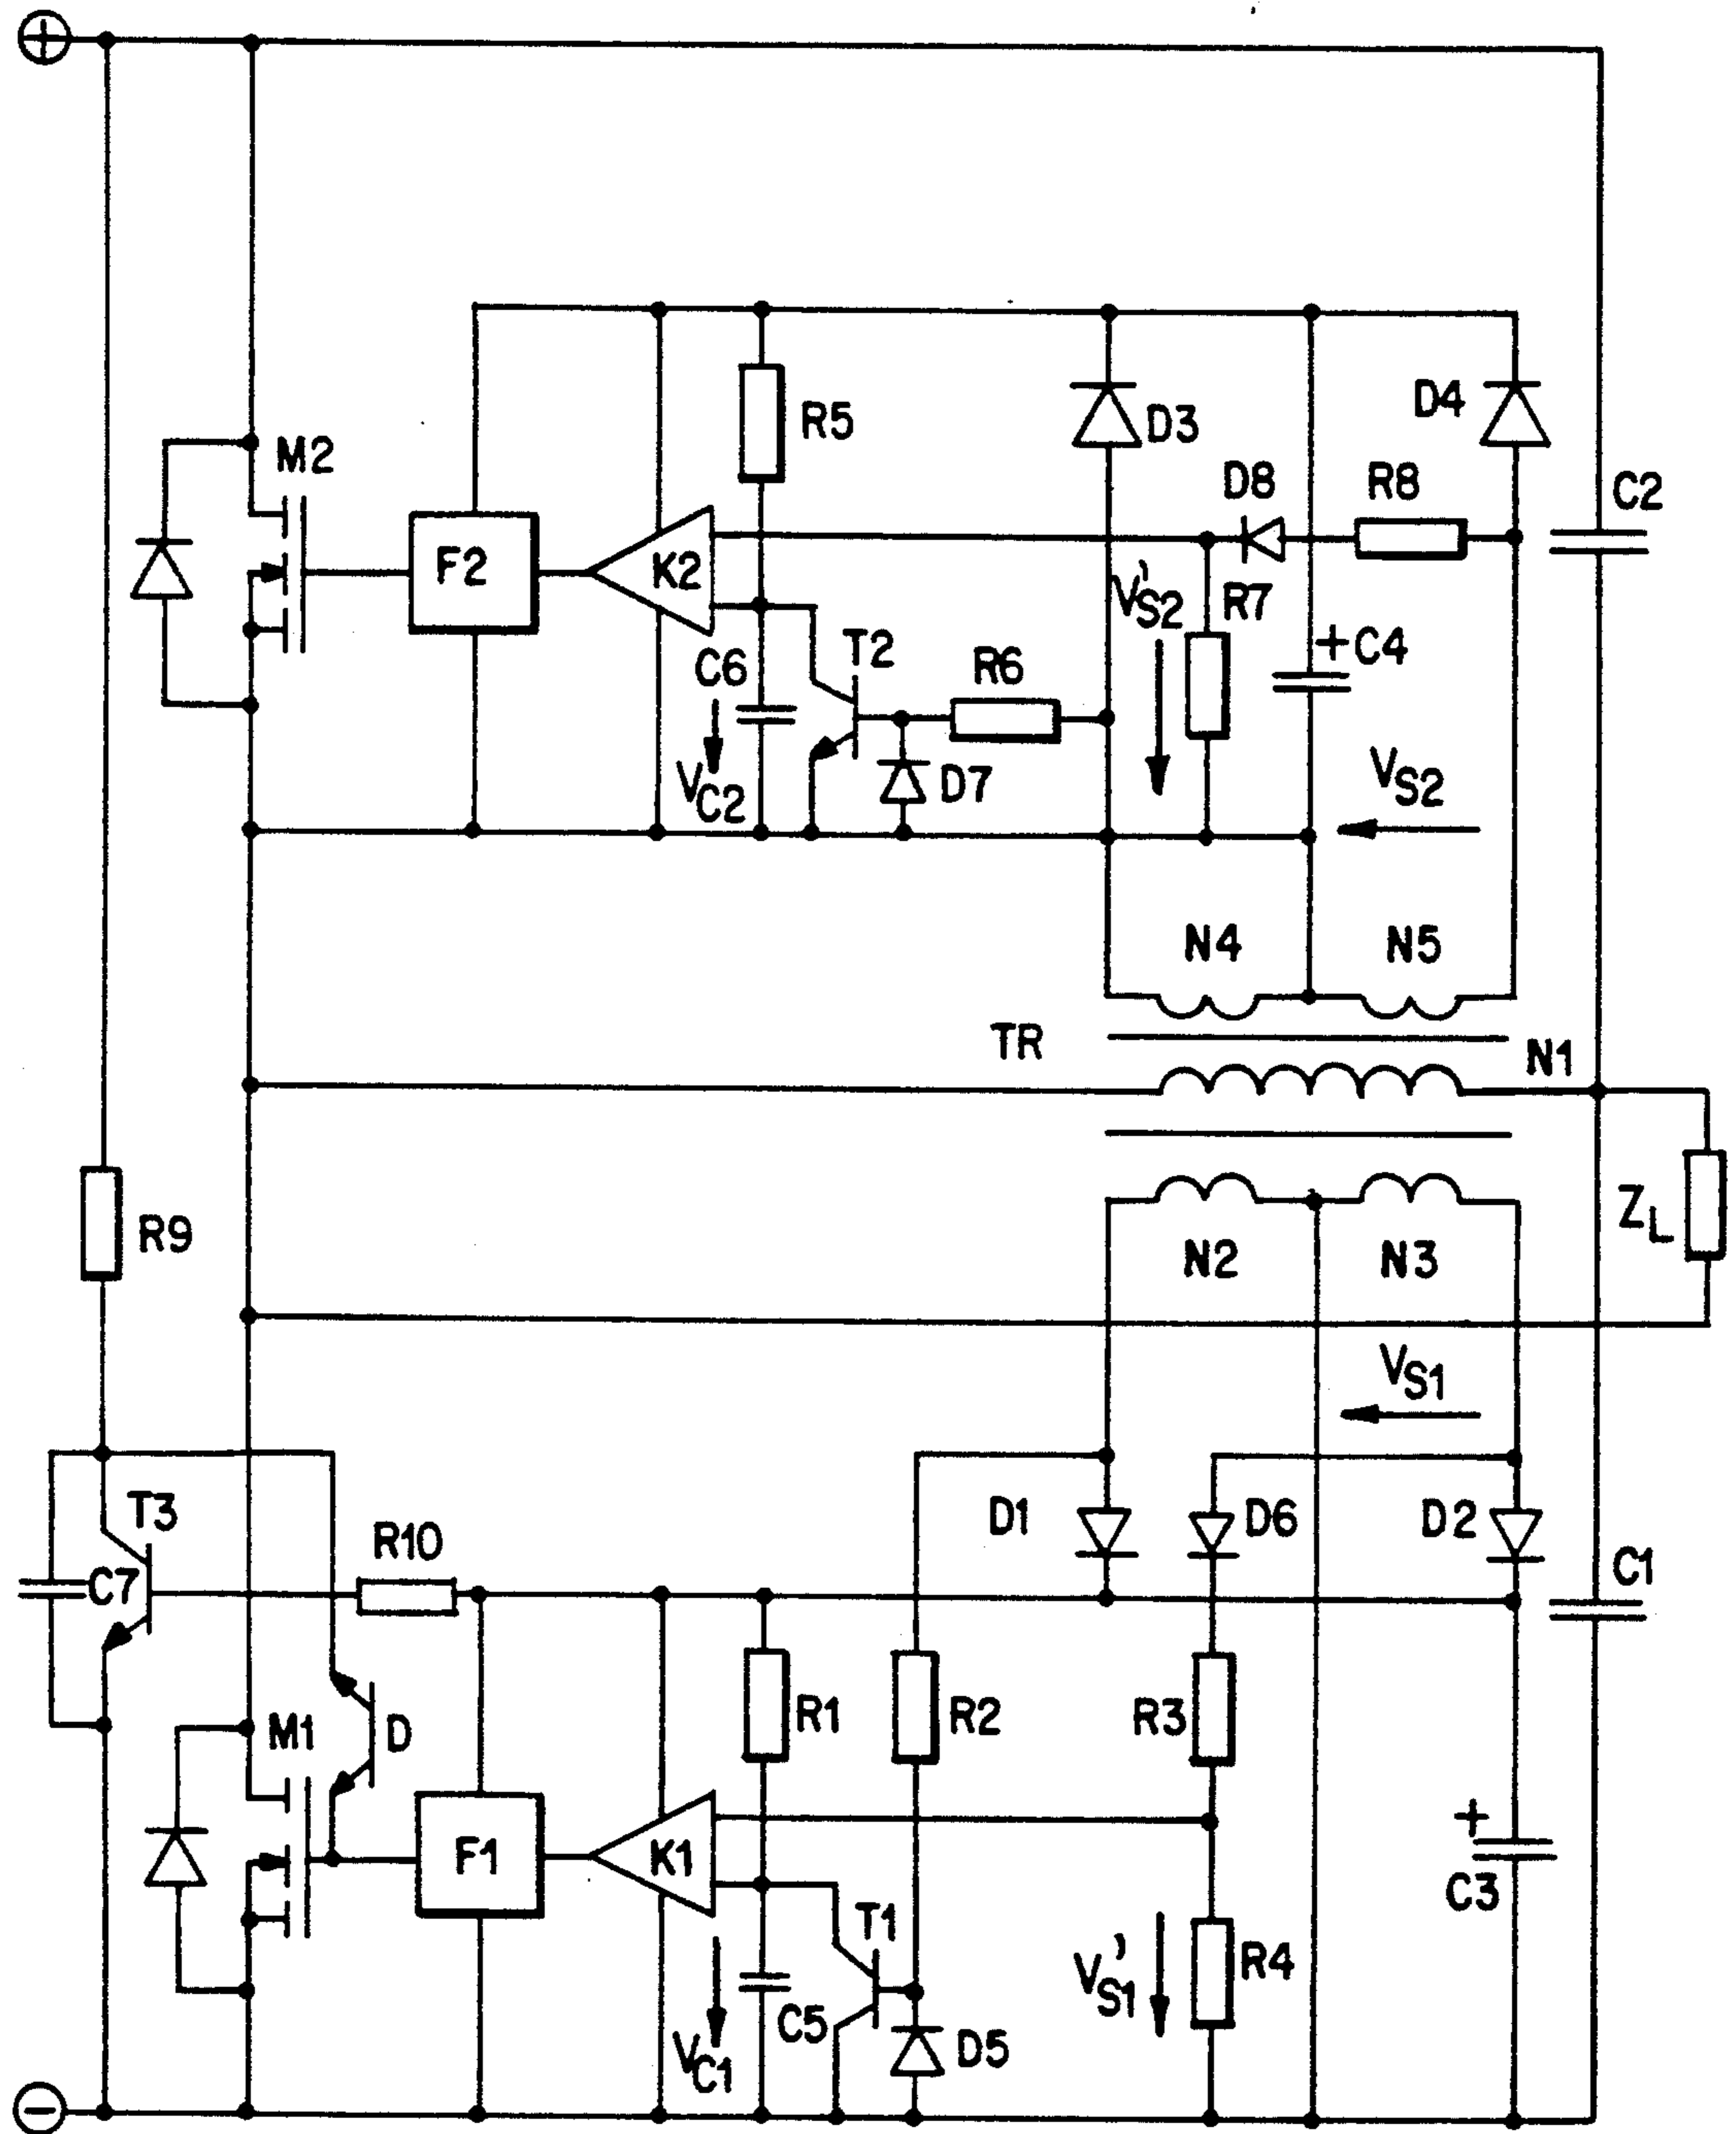 +
M2
R5
D3
D4
D8
R8
C2
F2
K2
V'S2
R7
+
C4
C6
T2
R6
VC2
D7
VS2
N4
N5
TR
N1
R9
N2
N3
ZL
VS1
T3
D1
D6
D2
C7
R10
C1
M1
D
R1
R2
R3
F1
K1
+
C3
T1
V'S1
R4
VC1
C5
D5
−